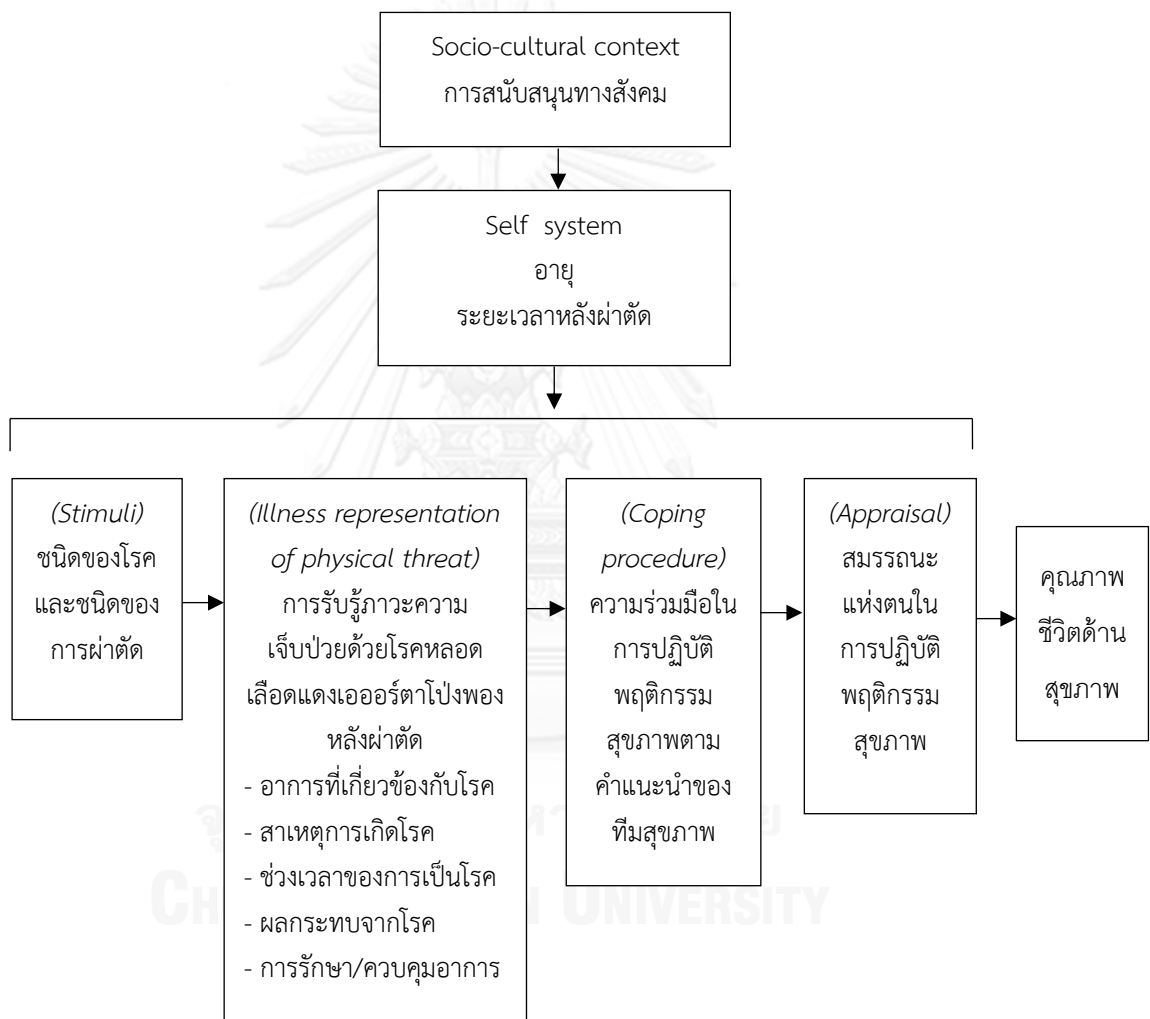 Socio-cultural context
การสนับสนุนทางสังคม
Self system
อายุ
ระยะเวลาหลังผ่าตัด
(Stimuli)
ชนิดของโรค
และชนิดของ
การผ่าตัด
(Illness representation
of physical threat)
การรับรู้ภาวะความ
เจ็บป่วยด้วยโรคหลอด
เลือดแดงเอออร์ตาโป่งพอง
หลังผ่าตัด
- อาการที่เกี่ยวข้องกับโรค
- สาเหตุการเกิดโรค
- ช่วงเวลาของการเป็นโรค
- ผลกระทบจากโรค
- การรักษา/ควบคุมอาการ
(Coping
procedure)
ความร่วมมือใน
การปฏิบัติ
พฤติกรรม
สุขภาพตาม
คำแนะนำของ
ทีมสุขภาพ
(Appraisal)
สมรรถนะ
แห่งตนใน
การปฏิบัติ
พฤติกรรม
สุขภาพ
คุณภาพ
ชีวิตด้าน
สุขภาพ
UNIVERSITY